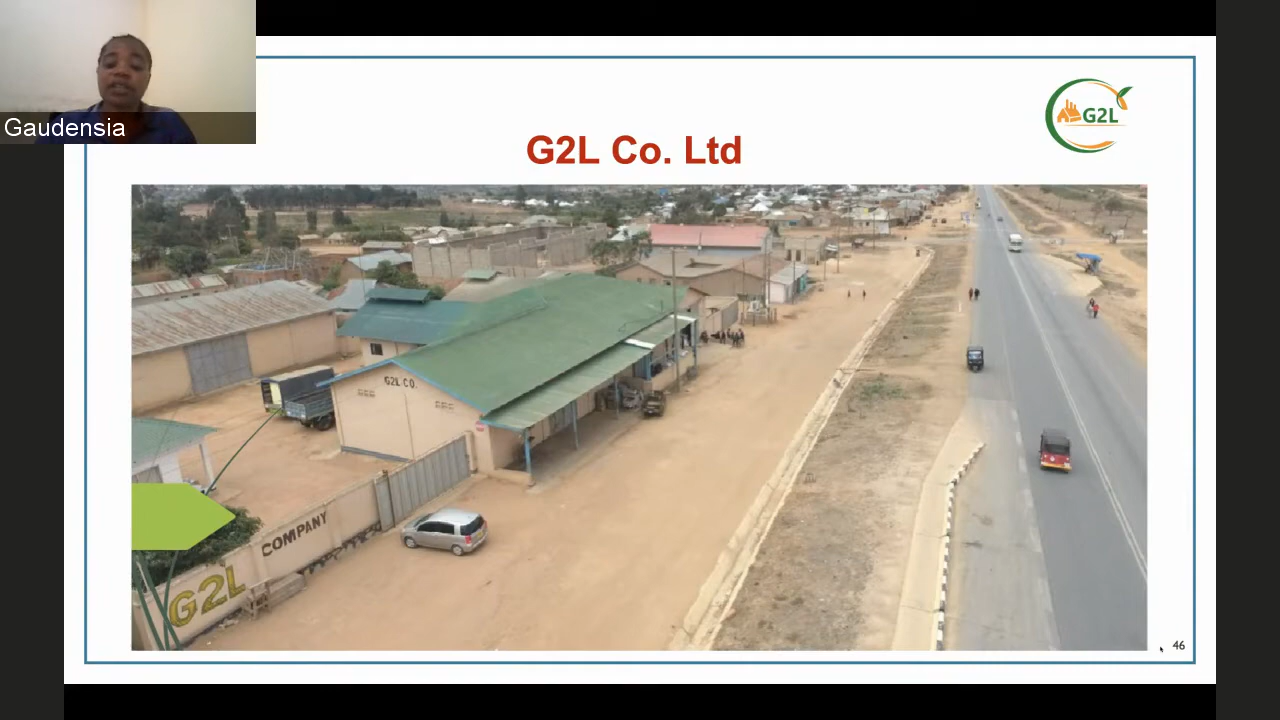 Gaudensia
G2L
G2L Co. Ltd
G2L CO.
COMPANY
G2L
46